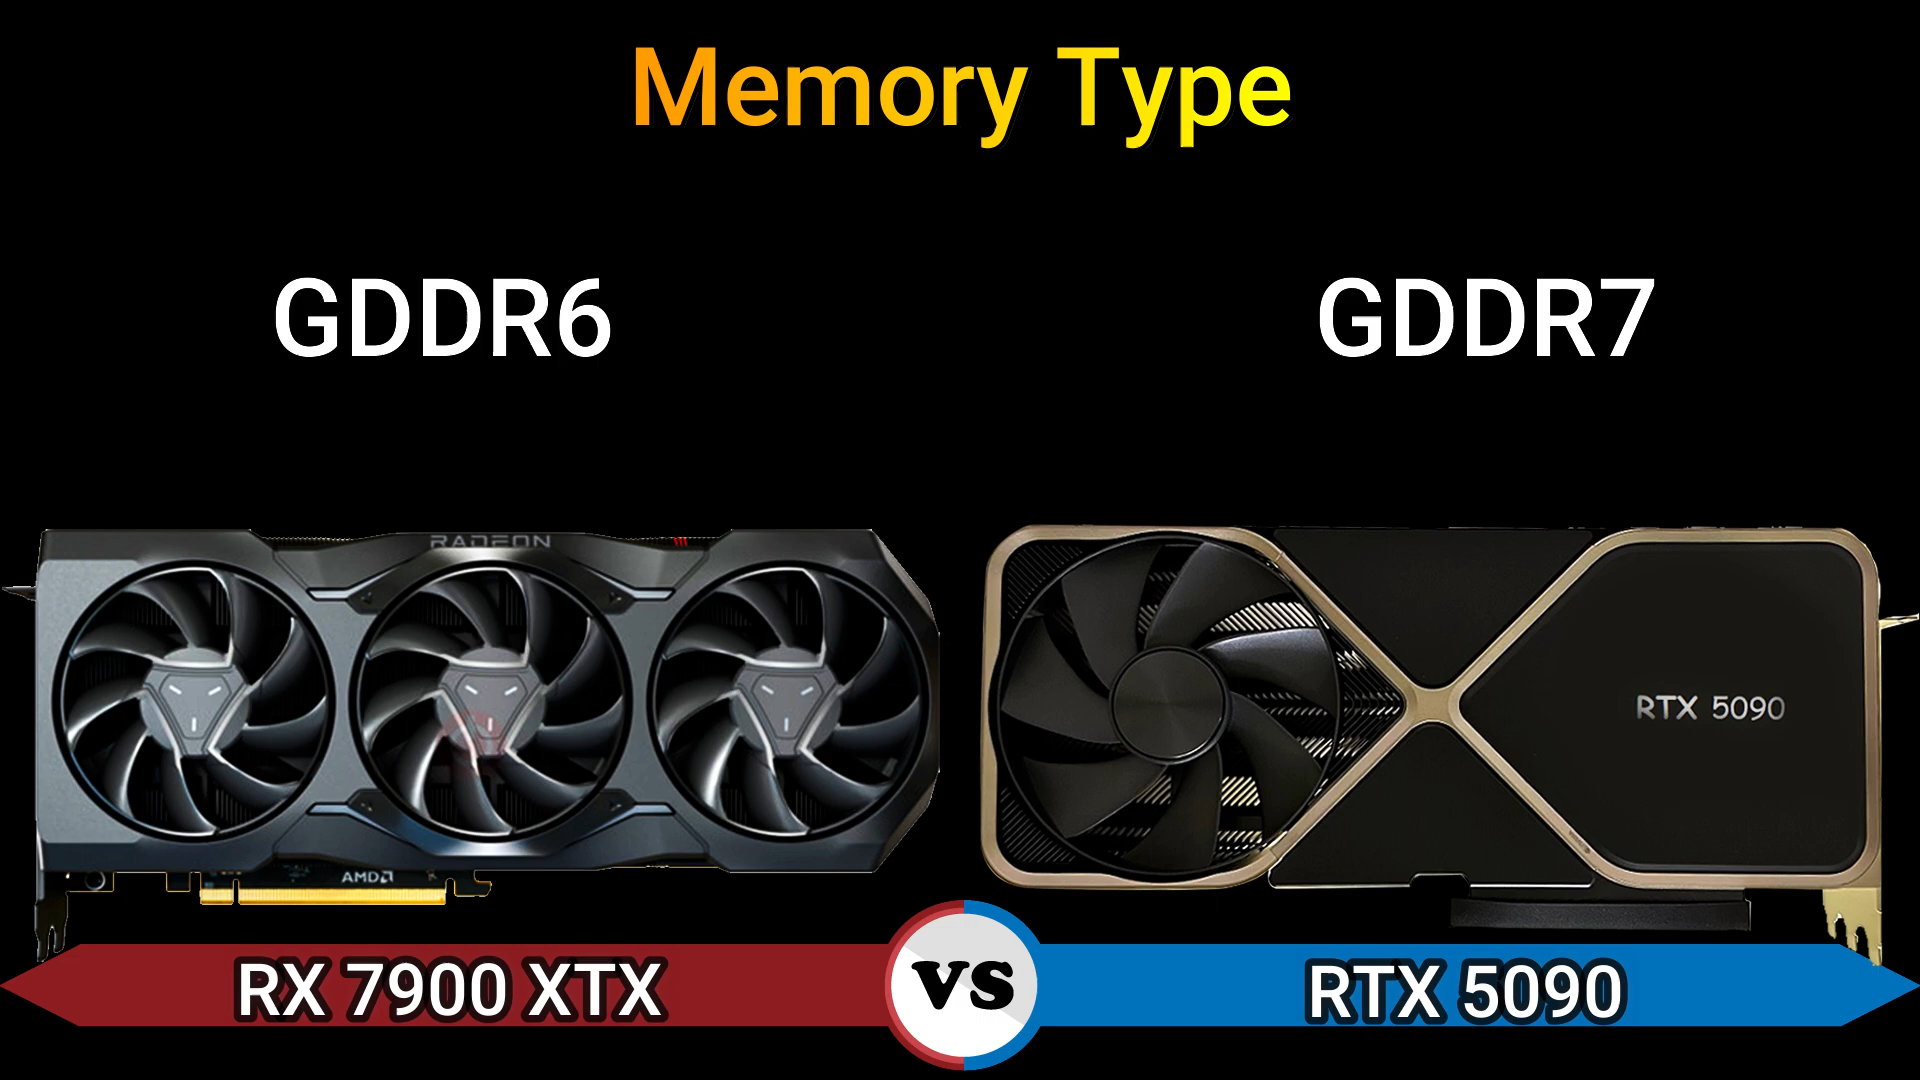 Memory Type
GDDR6
GDDR7
RADEON
RTX 5090
AMD
RX 7900 XTX
VS
RTX 5090